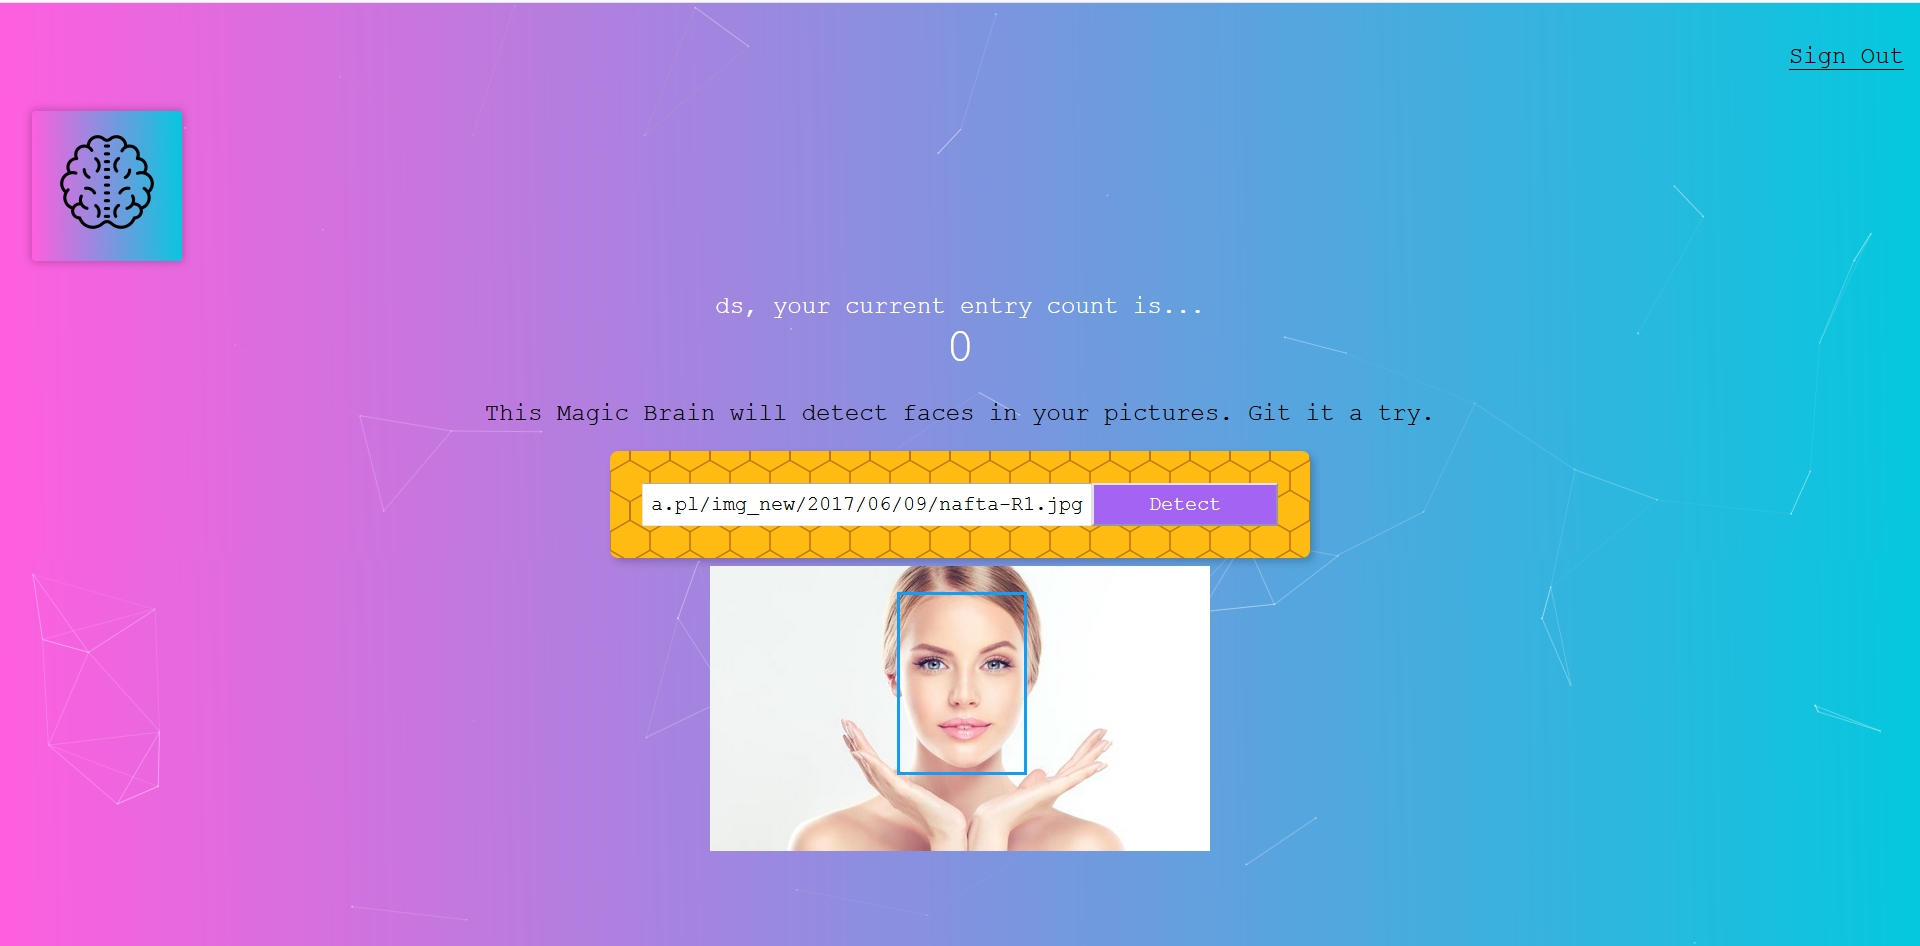 Sign Out
ds, your current entry count is...
0
This Magic Brain will detect faces in your pictures. Git it a try.
a.pl/img_new/2017/06/09/nafta-R1.jpg Detect